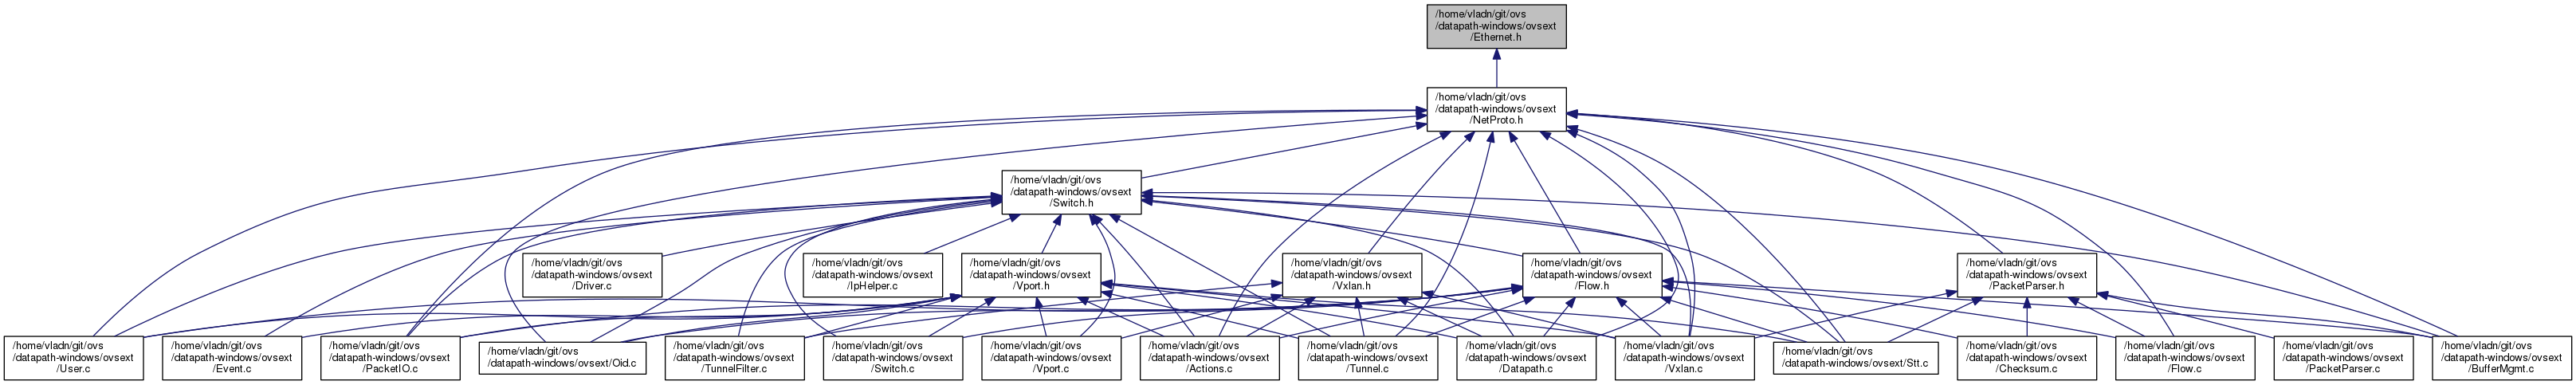 /home/vladn/git/ovs
/datapath-windows/ovsext
/Ethernet.h
/home/vladn/git/ovs
/datapath-windows/ovsext
/NetProto.h
/home/vladn/git/ovs
/datapath-windows/ovsext
/Switch.h
/home/vladn/git/ovs
/datapath-windows/ovsext
/Driver.c
/home/vladn/git/ovs
/datapath-windows/ovsext
/IpHelper.c
/home/vladn/git/ovs
/datapath-windows/ovsext
/Vport.h
/home/vladn/git/ovs
/datapath-windows/ovsext
/Vxlan.h
/home/vladn/git/ovs
/datapath-windows/ovsext
/Flow.h
/home/vladn/git/ovs
/datapath-windows/ovsext
/PacketParser.h
/home/vladn/git/ovs
/datapath-windows/ovsext
/User.c
/home/vladn/git/ovs
/datapath-windows/ovsext
/Event.c
/home/vladn/git/ovs
/datapath-windows/ovsext
/PacketIO.c
/home/vladn/git/ovs
/datapath-windows/ovsext/Oid.c
/home/vladn/git/ovs
/datapath-windows/ovsext
/TunnelFilter.c
/home/vladn/git/ovs
/datapath-windows/ovsext
/Switch.c
/home/vladn/git/ovs
/datapath-windows/ovsext
/Vport.c
/home/vladn/git/ovs
/datapath-windows/ovsext
/Actions.c
/home/vladn/git/ovs
/datapath-windows/ovsext
/Tunnel.c
/home/vladn/git/ovs
/datapath-windows/ovsext
/Datapath.c
/home/vladn/git/ovs
/datapath-windows/ovsext
/Vxlan.c
/home/vladn/git/ovs
/datapath-windows/ovsext/Stt.c
/home/vladn/git/ovs
/datapath-windows/ovsext
/Checksum.c
/home/vladn/git/ovs
/datapath-windows/ovsext
/Flow.c
/home/vladn/git/ovs
/datapath-windows/ovsext
/PacketParser.c
/home/vladn/git/ovs
/datapath-windows/ovsext
/BufferMgmt.c